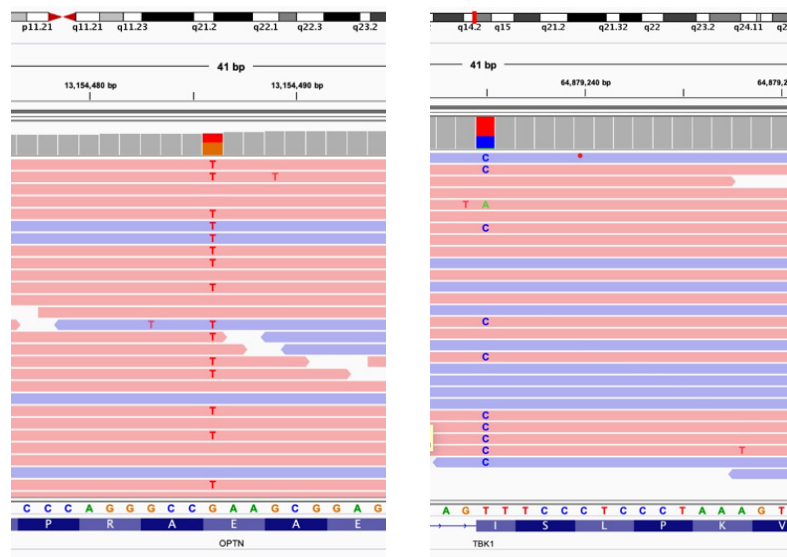 p11.21 q11.21 q11.23 q21.2 q22.1 q22.3 q23.2
41 bp
13,154,480 bp 13,154,490 bp
T
T T
T
T
T
T
T
T
T T
T
T
T
T
T
T
C C C A G G G C C G A A G C G G A G
P R A E A E
OPTN
q14.2 q15 q21.2 q21.32 q22 q23.2 q24.11
41 bp
64,879,240 bp
C
C
T A
C
C
C
C
C
C
C T
C
A G T T T C C C T C C C T A A A G T
I S L P K V
TBK1